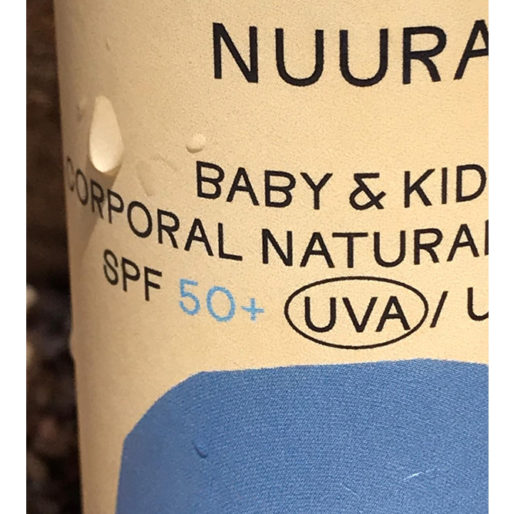 NUURA
BABY & KID
CORPORAL NATURAL
SPF 50+ UVA/ U